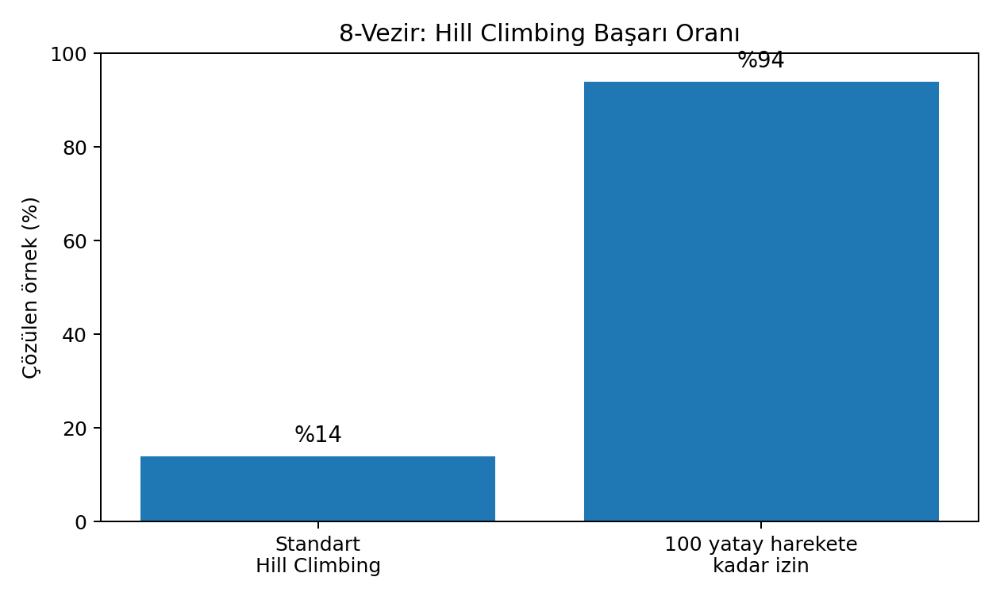 8-Vezir: Hill Climbing Başarı Oranı
100
80
60
40
20
0
Çözülen örnek (%)
%14
%94
Standart
Hill Climbing
100 yatay harekete
kadar izin